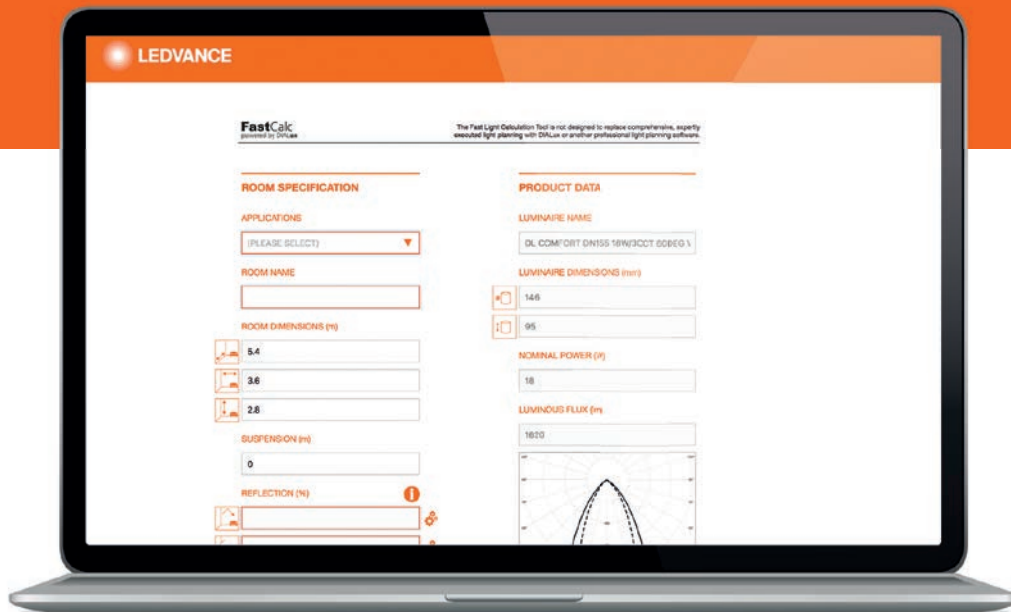 LEDVANCE
FastCalc
powered by DIALux
The Fast Light Calculation Tool is not designed to replace comprehensive, expertly
executed light planning with DIALux or another professional light planning software.
ROOM SPECIFICATION
APPLICATIONS
(PLEASE SELECT)
ROOM NAME
ROOM DIMENSIONS (m)
5.4
3.6
2.8
SUSPENSION (m)
0
REFLECTION (%)
PRODUCT DATA
LUMINAIRE NAME
DL COMFORT DN155 18W/3CCT 60DEG
LUMINAIRE DIMENSONS (mm)
146
95
NOMINAL POWER (W)
18
LUMINOUS FLUX (lm)
1620